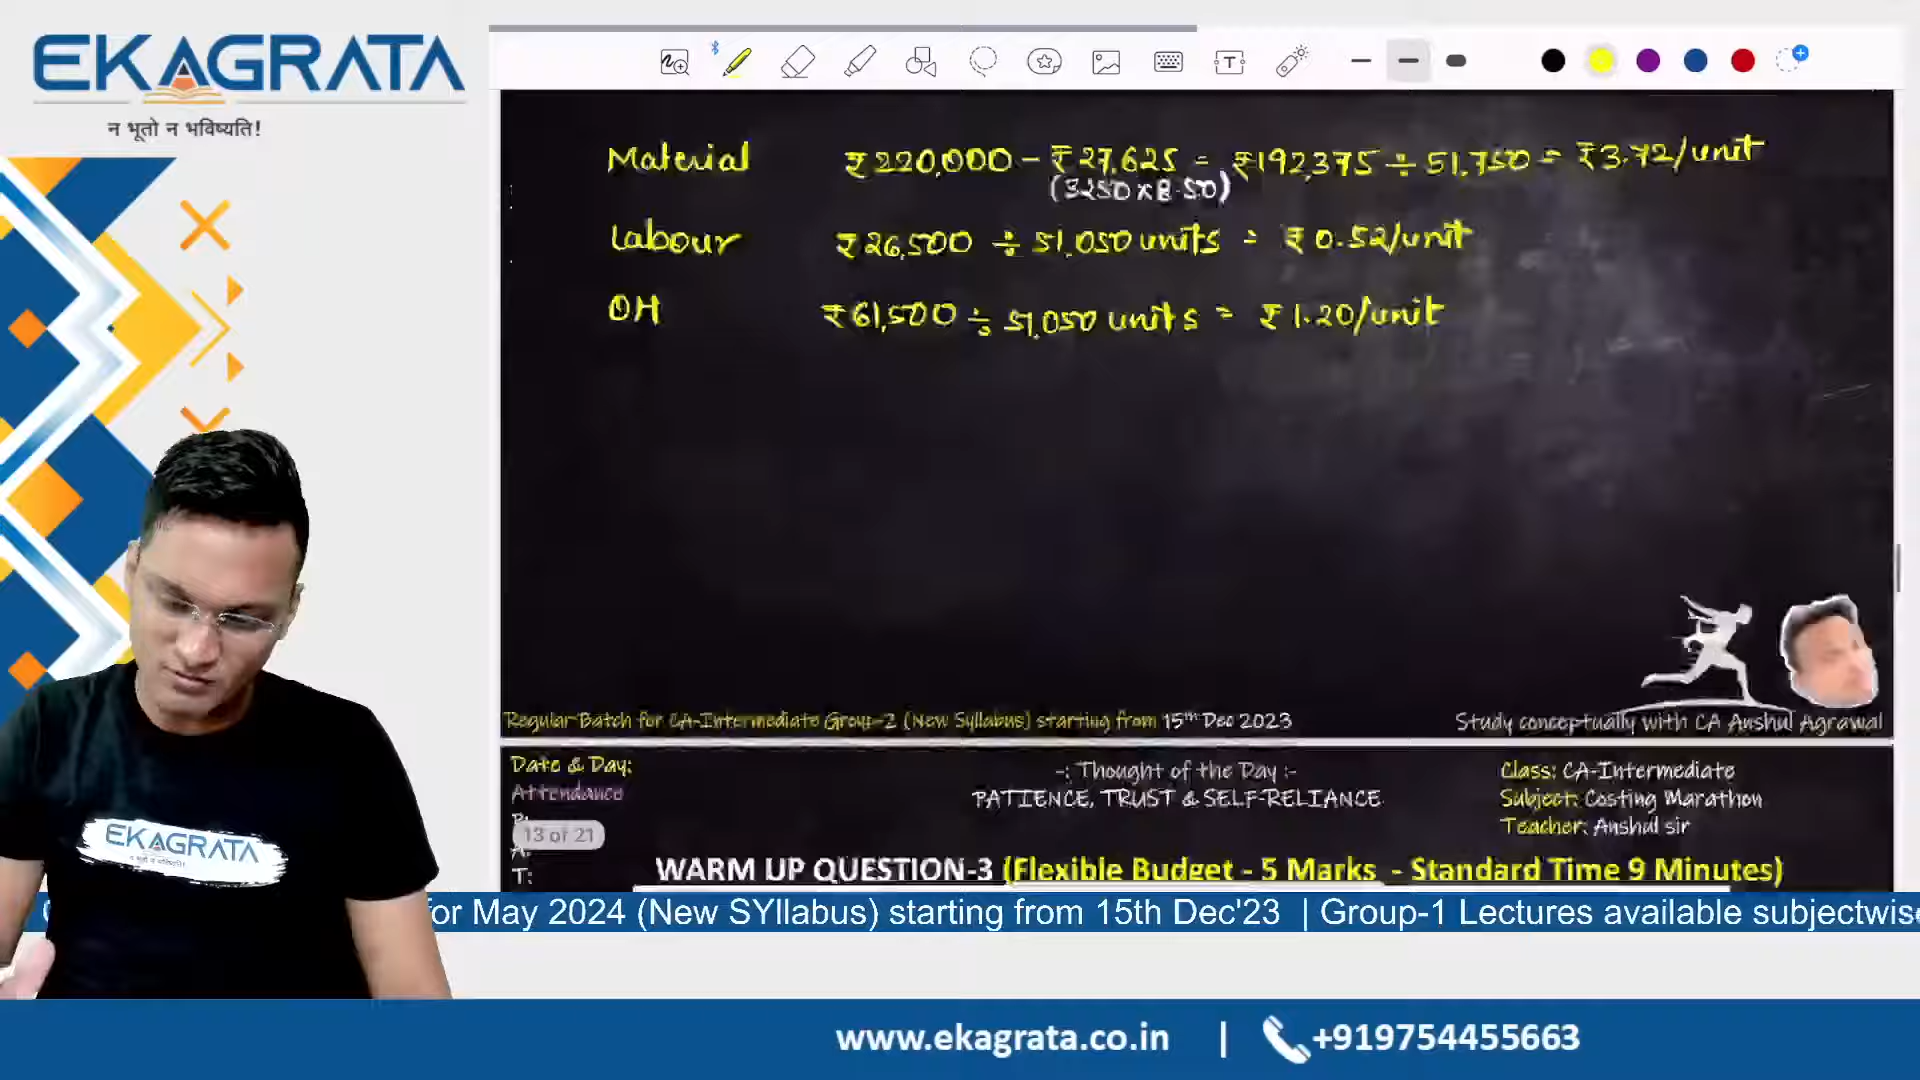 EKAGRATA
न भूतो न भविष्यति!
T
Material ₹220,000 - ₹27,625 = ₹192,375 ÷ 51,750 = ₹3.72/unit
(3250 x 8.50)
Labour ₹26,500 ÷ 51,050 units = ₹0.52/unit
OH ₹61,500 ÷ 51,050 units = ₹1.20/unit
Regular Batch for CA-Intermediate Group-2 (New Syllabus) starting from 15th Dec 2023
Study conceptually with CA Anshul Agrawal
Date & Day:
Attendance
13 of 21
T:
-: Thought of the Day :-
PATIENCE, TRUST & SELF-RELIANCE
Class: CA-Intermediate
Subject: Costing Marathon
Teacher: Anshul sir
WARM UP QUESTION-3 (Flexible Budget - 5 Marks - Standard Time 9 Minutes)
EKAGRATA
for May 2024 (New SYllabus) starting from 15th Dec'23 | Group-1 Lectures available subjectwis
www.ekagrata.co.in | +919754455663